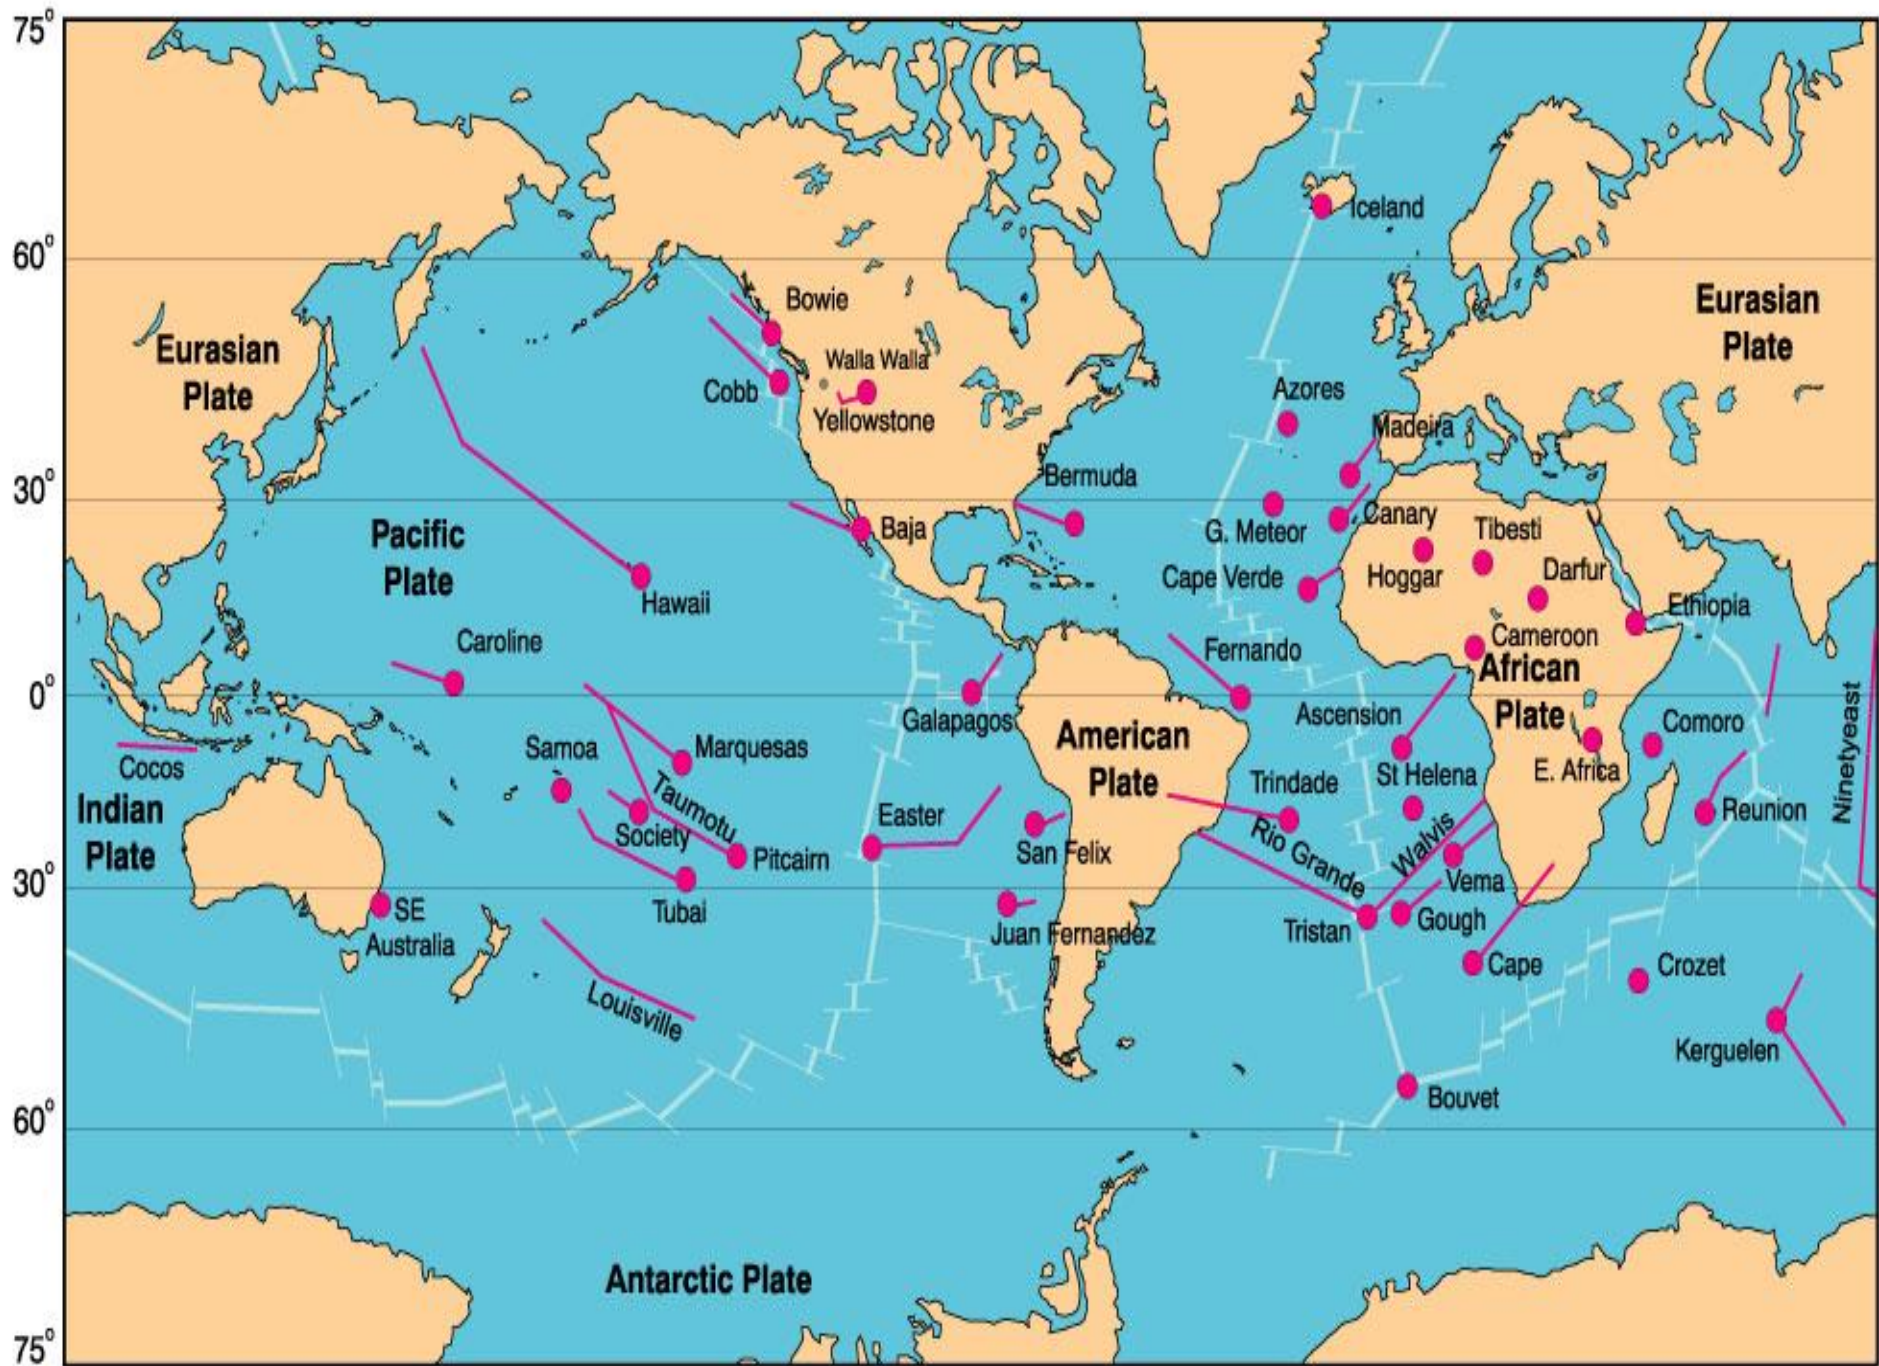 75°
60°
30°
0°
30°
60°
75°
Iceland
Bowie
Eurasian
Plate
Eurasian
Plate
Walla Walla
Cobb
Yellowstone
Azores
Madeira
Bermuda
Pacific
Plate
Baja
G. Meteor
Canary
Tibesti
Hoggar
Darfur
Cape Verde
Hawaii
Ethiopia
Caroline
Fernando
Cameroon
African
Plate
Galapagos
Ascension
Comoro
Ninetyeast
Samoa
Marquesas
American
Plate
Cocos
St Helena
E. Africa
Trindade
Indian
Plate
Taumotu
Society
Easter
Reunion
Pitcairn
San Felix
Rio Grande
Walvis
Vema
SE
Australia
Tubai
Juan Fernandez
Tristan
Gough
Cape
Crozet
Louisville
Kerguelen
Bouvet
Antarctic Plate